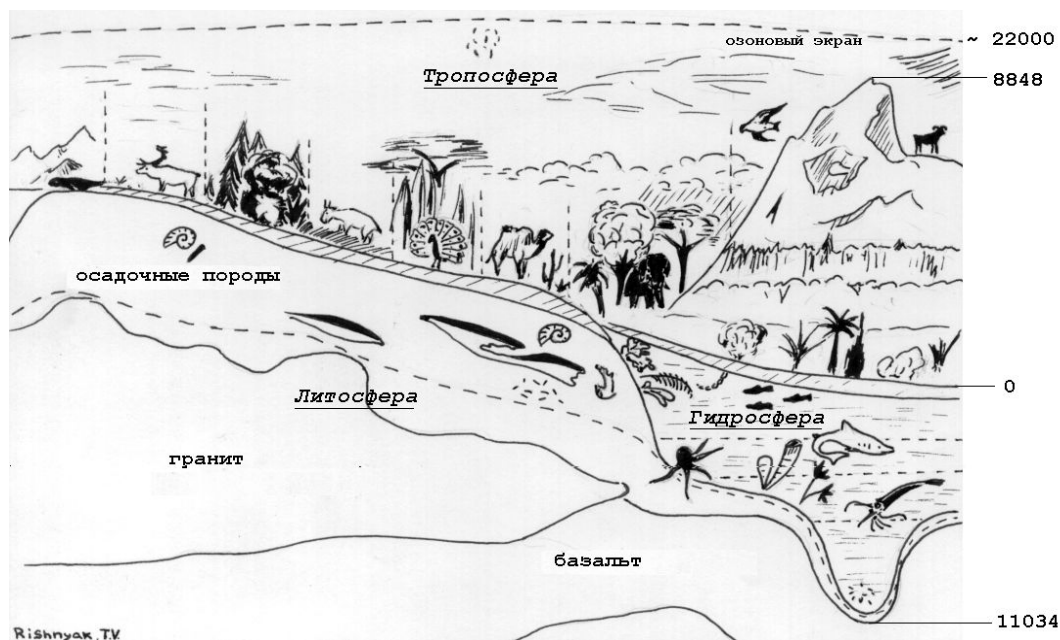 озоновый экран
~ 22000
8848
Тропосфера
осадочные породы
0
Литосфера
Гидросфера
гранит
базальт
11034
Rishnyak.T.V.